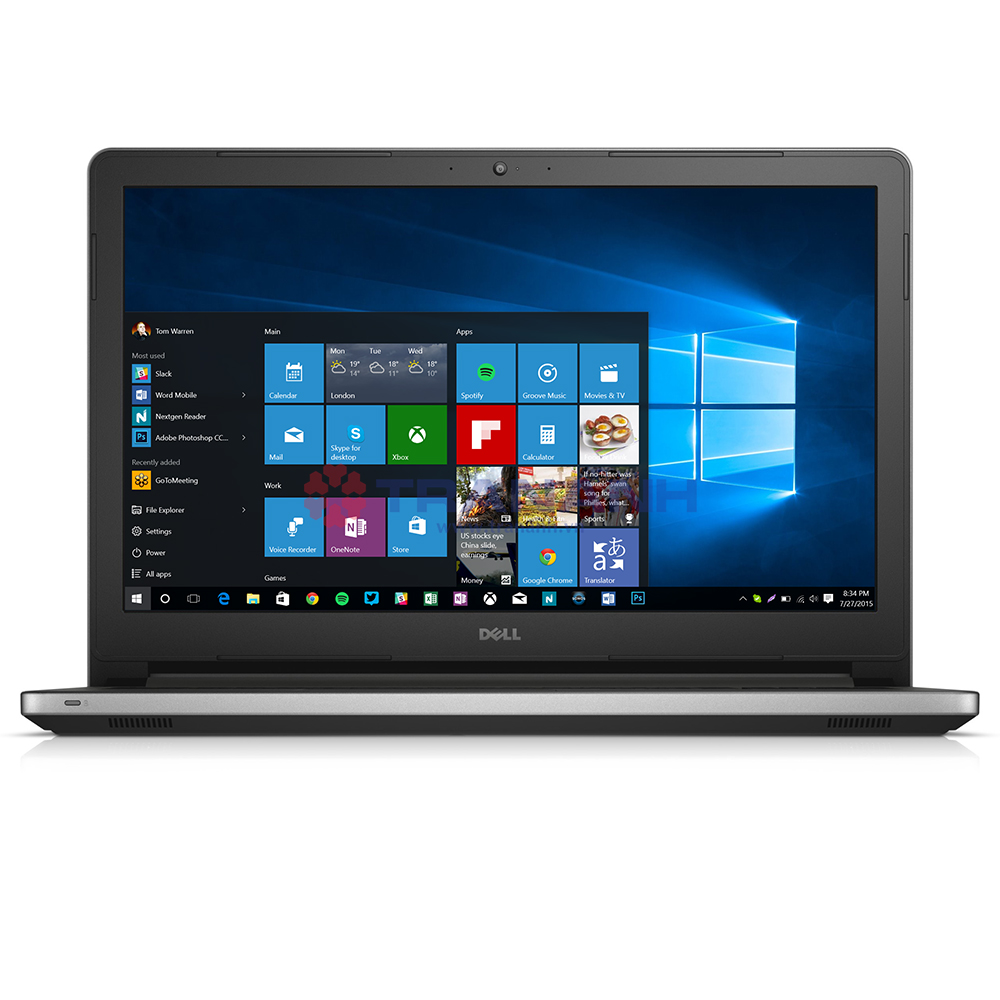 Tom Warren
Most used
Slack
Word Mobile
Nextgen Reader
Adobe Photoshop CC...
Recently added
GoToMeeting
File Explorer
Settings
Power
All apps
Main
Calendar
Mon Tue Wed
19° 18° 18°
14° 11° 10°
London
Mail
Skype for
desktop
Xbox
Work
Voice Recorder
OneNote
Store
Games
Apps
Spotify
Groove Music
Movies & TV
Calculator
News
If no-hitter was
Hamels' swan
song for
Phillies, what...
Sports
US stocks eye
China slide,
earnings
Money
Google Chrome
Translator
8:34 PM
7/27/2015
DELL